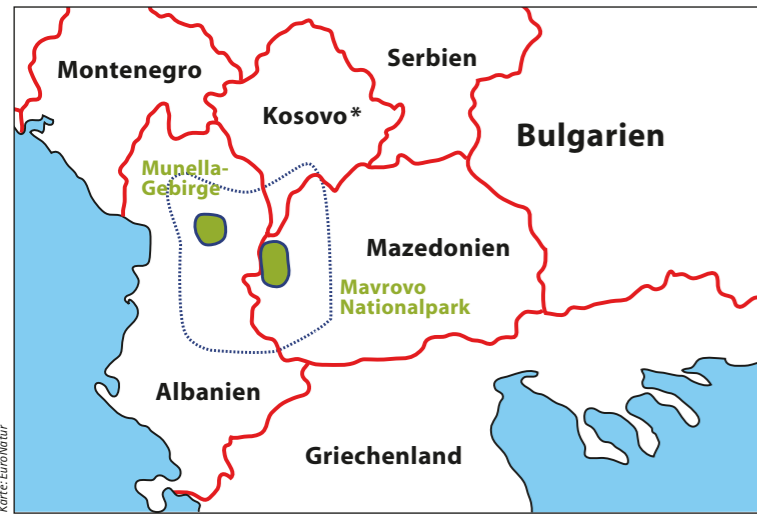 Serbien
Montenegro
Kosovo*
Bulgarien
Munella-
Gebirge
Mazedonien
Mavrovo
Nationalpark
Albanien
Griechenland
Karte: EuroNatur